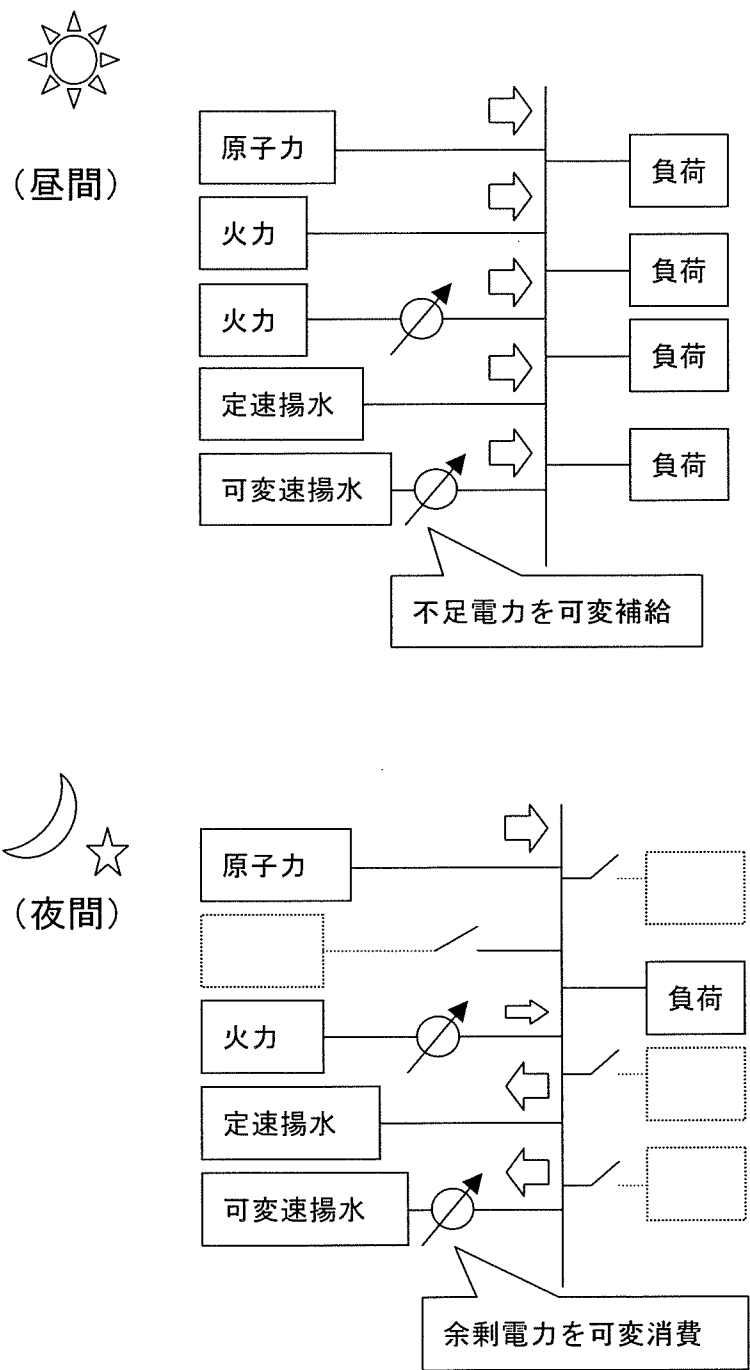 (昼間)
原子力
火力
火力
定速揚水
可変速揚水
負荷
負荷
負荷
負荷
不足電力を可変補給
(夜間)
原子力
火力
定速揚水
可変速揚水
負荷
余剰電力を可変消費